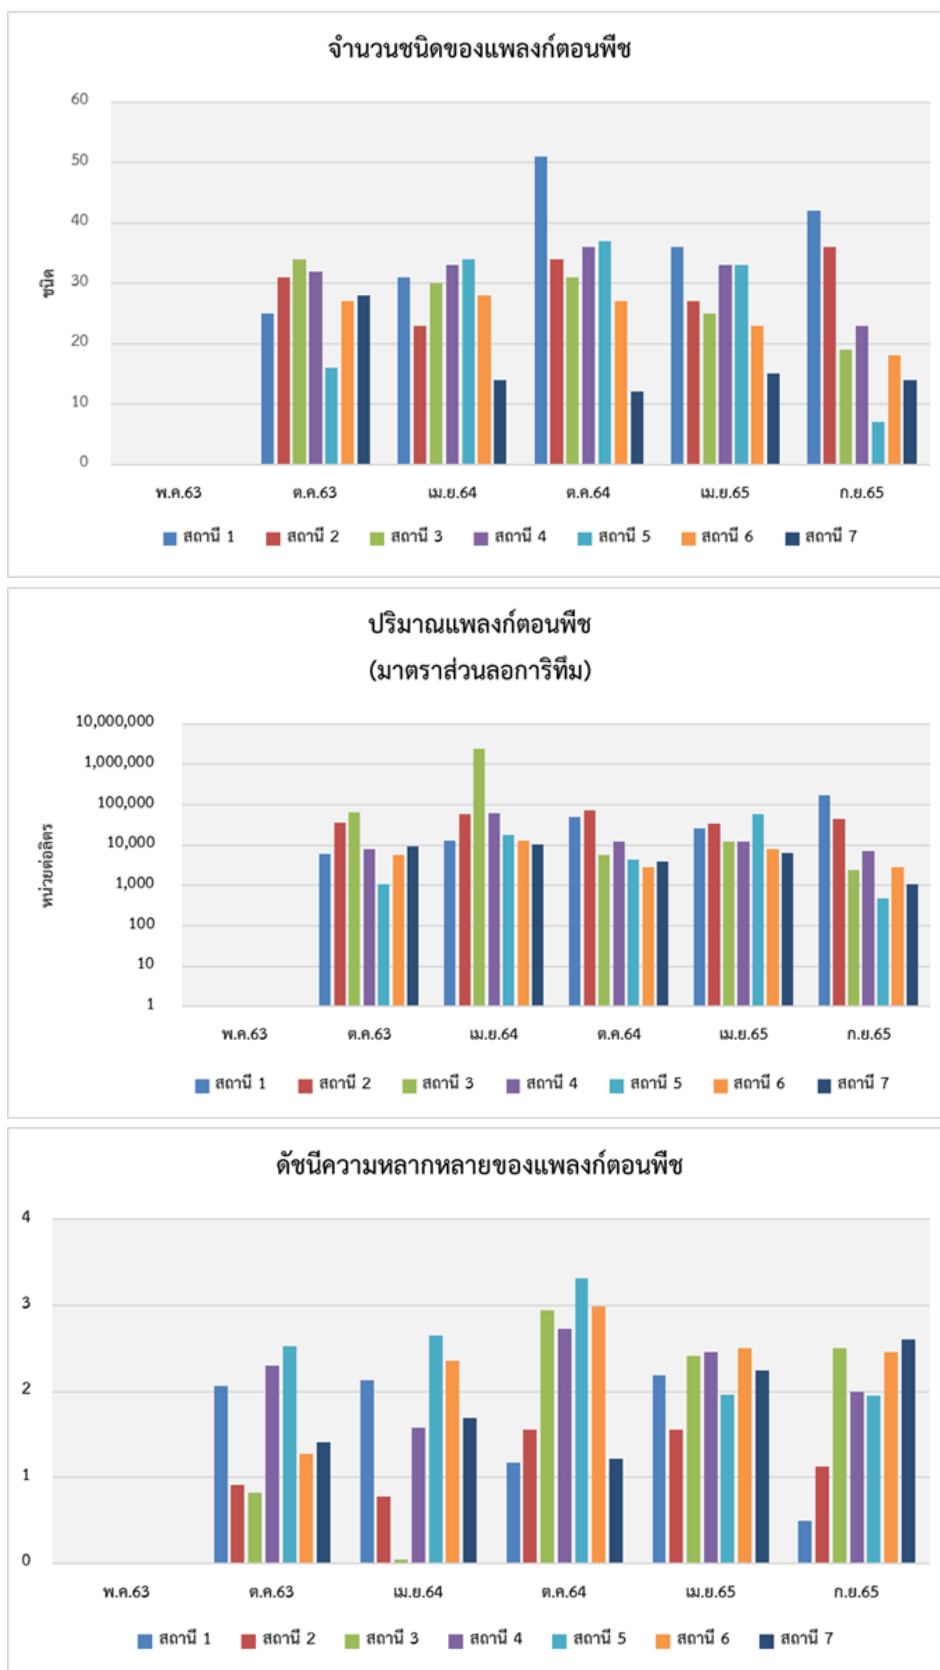 จำนวนชนิดของแพลงก์ตอนพืช
60
50
40
30
20
10
0
ชนิด
พ.ค.63 ต.ค.63 เม.ย.64 ต.ค.64 เม.ย.65 ก.ย.65
สถานี 1 สถานี 2 สถานี 3 สถานี 4 สถานี 5 สถานี 6 สถานี 7
ปริมาณแพลงก์ตอนพืช
(มาตราส่วนลอการิทึม)
10,000,000
1,000,000
100,000
10,000
1,000
100
10
1
หน่วยต่อลิตร
พ.ค.63 ต.ค.63 เม.ย.64 ต.ค.64 เม.ย.65 ก.ย.65
สถานี 1 สถานี 2 สถานี 3 สถานี 4 สถานี 5 สถานี 6 สถานี 7
ดัชนีความหลากหลายของแพลงก์ตอนพืช
4
3
2
1
0
พ.ค.63 ต.ค.63 เม.ย.64 ต.ค.64 เม.ย.65 ก.ย.65
สถานี 1 สถานี 2 สถานี 3 สถานี 4 สถานี 5 สถานี 6 สถานี 7